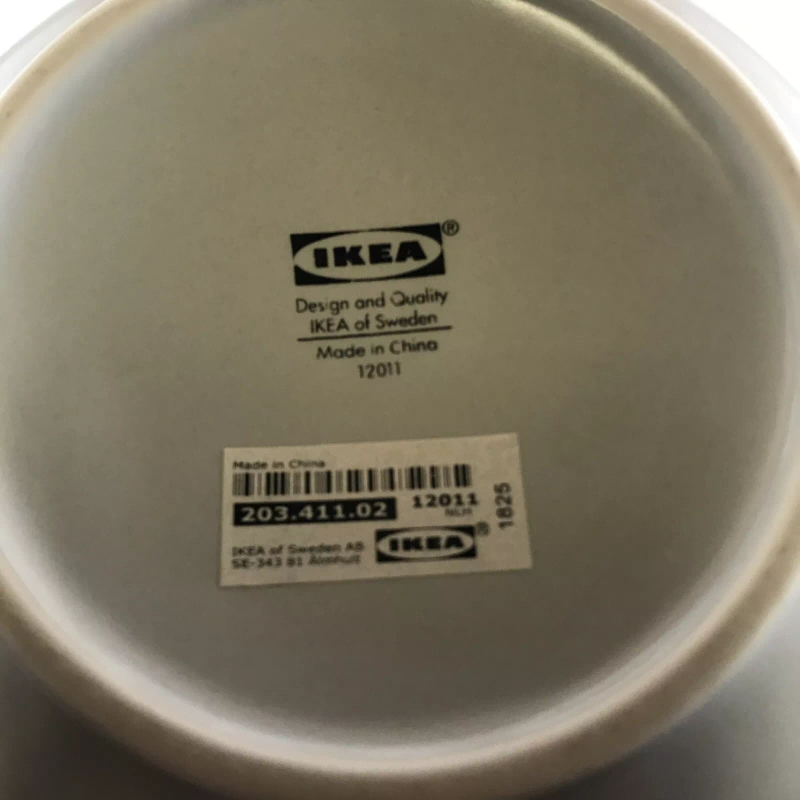 IKEA®
Design and Quality
IKEA of Sweden
Made in China
12011
Made in China
203.411.02 12011
NLH
1825
IKEA of Sweden AB
SE-343 81 Älmhult
IKEA®